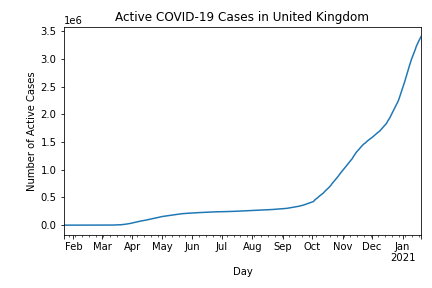 Active COVID-19 Cases in United Kingdom
1e6
3.5
3.0
2.5
2.0
1.5
1.0
0.5
0.0
Number of Active Cases
Feb Mar Apr May Jun Jul Aug Sep Oct Nov Dec Jan
2021
Day